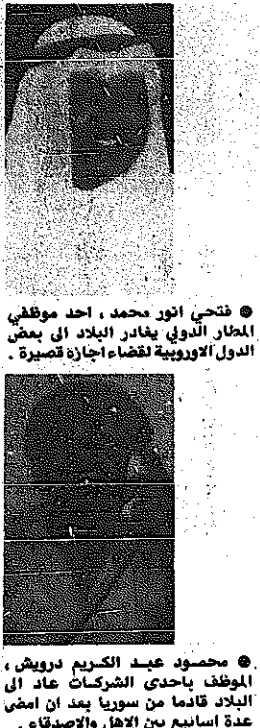 ● فتحي انور محمد ، احد موظفي
المطار الدولي يغادر البلاد الى بعض
الدول الاوروبية لقضاء اجازة قصيرة .
● محمود عبد الكريم درويش ،
الموظف باحدى الشركات عاد الى
البلاد قادما من سوريا بعد ان امضى
عدة اسابيع بين الاهل والاصدقاء .